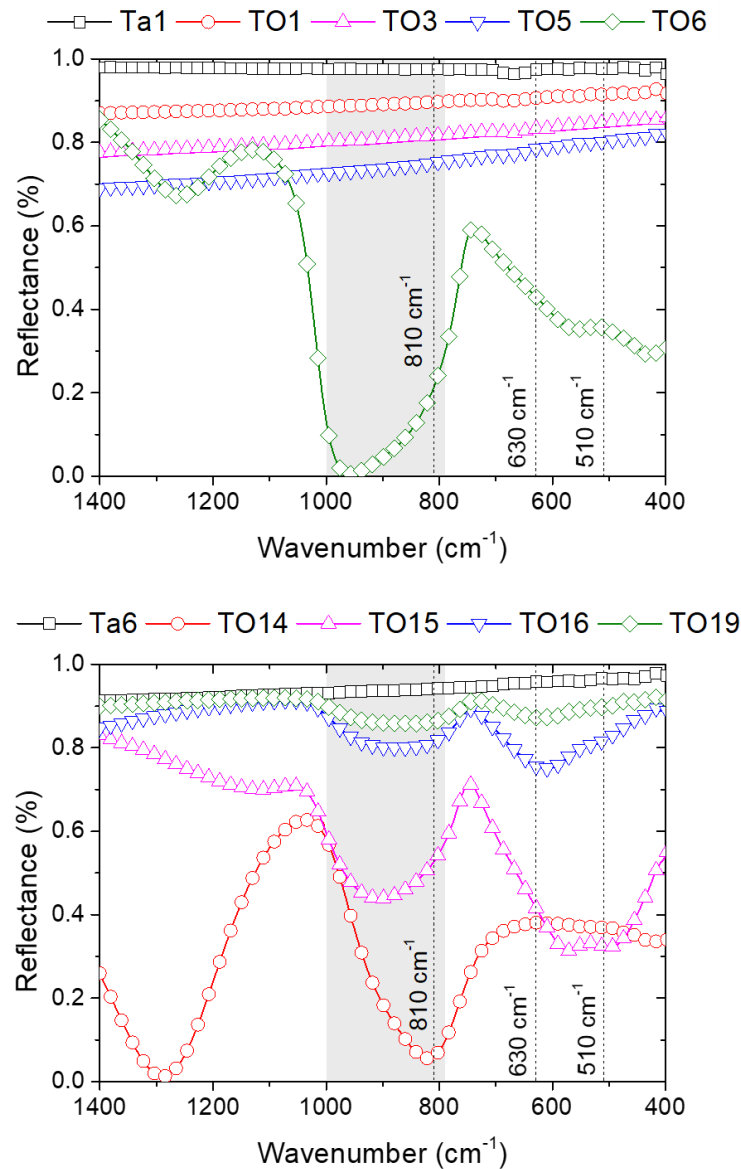 Ta1 TO1 TO3 TO5 TO6
1.0
0.8
0.6
0.4
0.2
0.0
Reflectance (%)
810 cm-1
630 cm-1
510 cm-1
1400 1200 1000 800 600 400
Wavenumber (cm-1)
Ta6 TO14 TO15 TO16 TO19
1.0
0.8
0.6
0.4
0.2
0.0
Reflectance (%)
810 cm-1
630 cm-1
510 cm-1
1400 1200 1000 800 600 400
Wavenumber (cm-1)